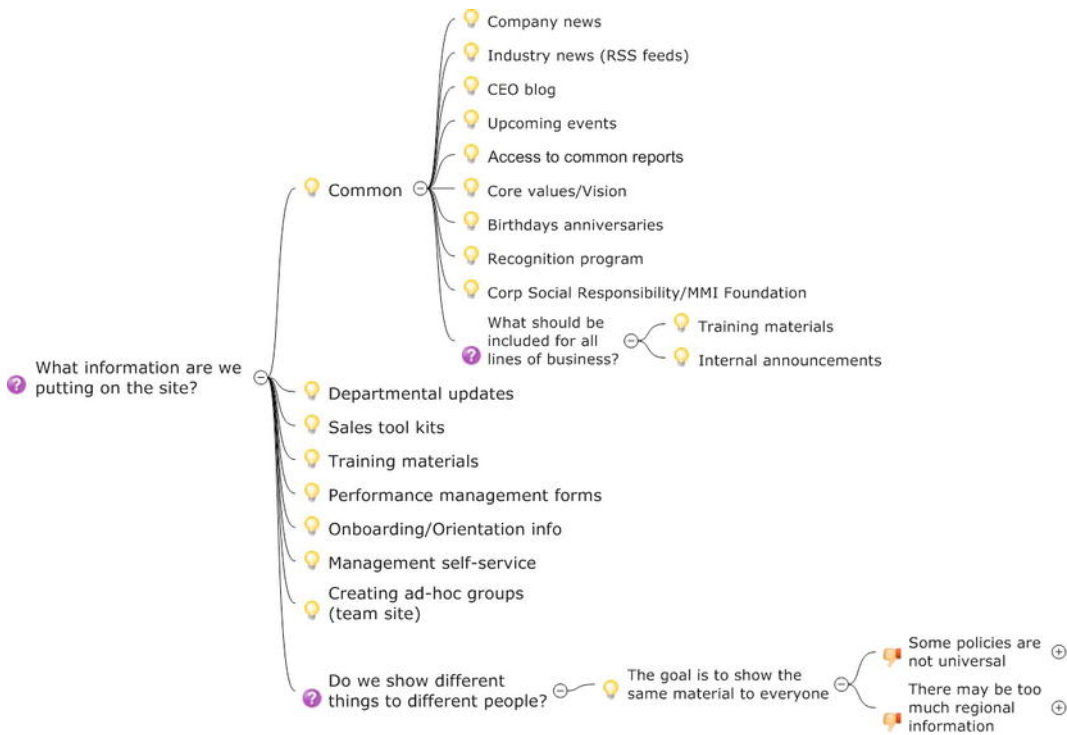 Company news
Industry news (RSS feeds)
CEO blog
Upcoming events
Access to common reports
Common
Core values/Vision
Birthdays anniversaries
Recognition program
Corp Social Responsibility/MMI Foundation
What should be
included for all
lines of business?
Training materials
Internal announcements
What information are we
putting on the site?
Departmental updates
Sales tool kits
Training materials
Performance management forms
Onboarding/Orientation info
Management self-service
Creating ad-hoc groups
(team site)
Do we show different
things to different people?
The goal is to show the
same material to everyone
Some policies are
not universal
There may be too
much regional
information